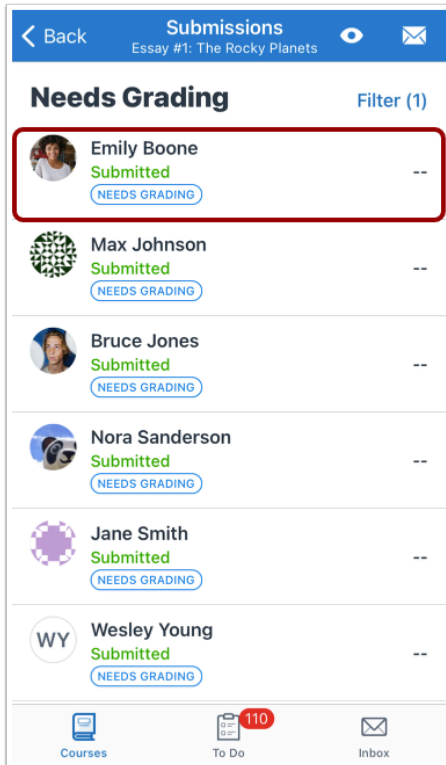 Back
Submissions
Essay #1: The Rocky Planets
Needs Grading
Filter (1)
Emily Boone
Submitted
--
NEEDS GRADING
Max Johnson
Submitted
--
NEEDS GRADING
Bruce Jones
Submitted
--
NEEDS GRADING
Nora Sanderson
Submitted
--
NEEDS GRADING
Jane Smith
Submitted
--
NEEDS GRADING
WY
Wesley Young
Submitted
--
NEEDS GRADING
110
Courses
To Do
Inbox